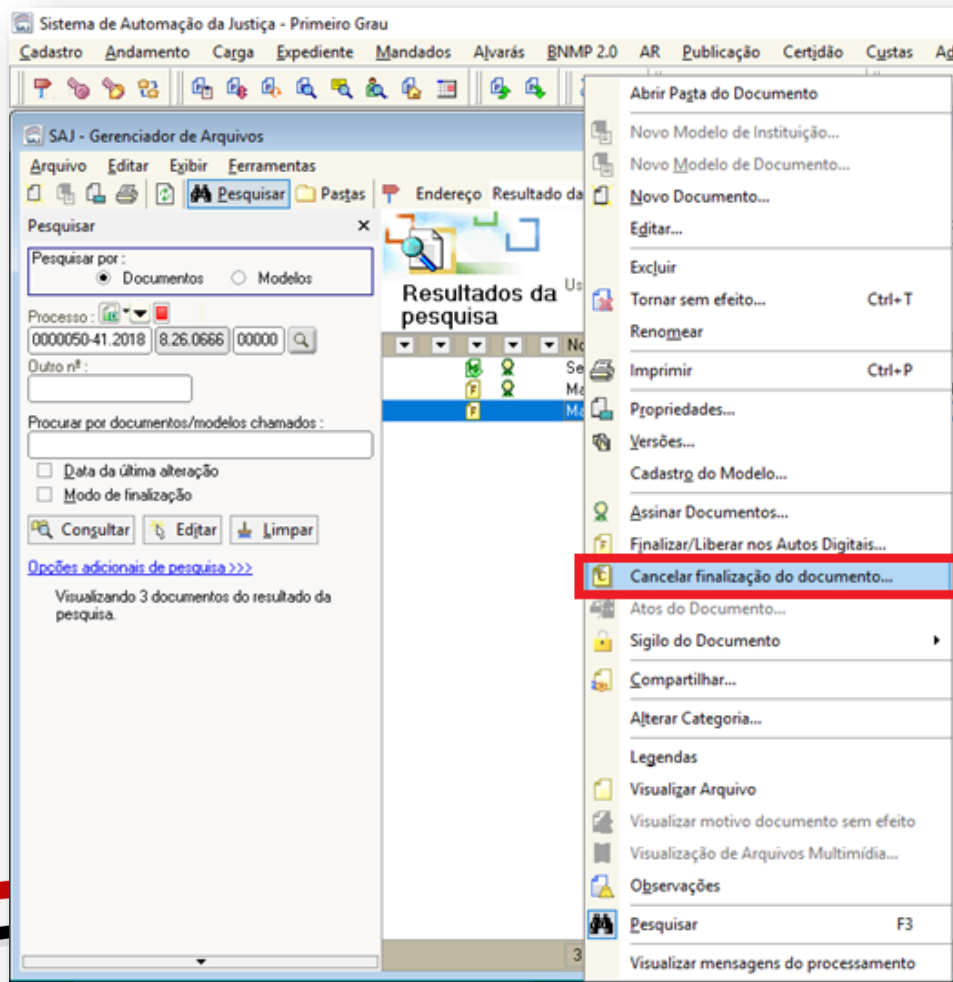 Sistema de Automação da Justiça - Primeiro Grau
Cadastro Andamento Carga Expediente Mandados Alvarás BNMP 2.0 AR Publicação Certidão Custas
SAJ - Gerenciador de Arquivos
Arquivo Editar Exibir Ferramentas
Pesquisar Pastas Endereço Resultado da
Pesquisar
Pesquisar por :
Documentos Modelos
Processo :
0000050-41.2018 8.26.0666 00000
Outro nº :
Procurar por documentos/modelos chamados :
Data da última alteração
Modo de finalização
Consultar Editar Limpar
Opções adicionais de pesquisa >>>
Visualizando 3 documentos do resultado da
pesquisa.
Resultados da
pesquisa
3
Abrir Pasta do Documento
Novo Modelo de Instituição...
Novo Modelo de Documento...
Novo Documento...
Editar...
Excluir
Tornar sem efeito... Ctrl+T
Renomear
Imprimir Ctrl+P
Propriedades...
Versões...
Cadastro do Modelo...
Assinar Documentos...
Finalizar/Liberar nos Autos Digitais...
Cancelar finalização do documento...
Atos do Documento...
Sigilo do Documento
Compartilhar...
Alterar Categoria...
Legendas
Visualizar Arquivo
Visualizar motivo documento sem efeito
Visualização de Arquivos Multimídia...
Observações
Pesquisar F3
Visualizar mensagens do processamento